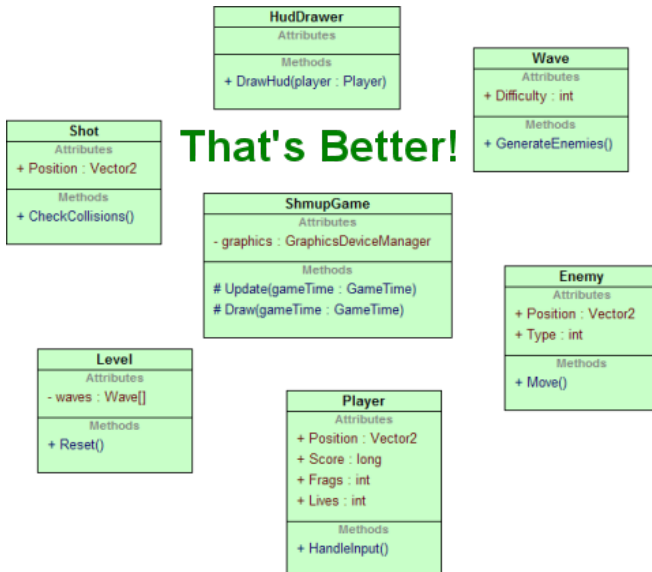 HudDrawer
Attributes
Methods
+ DrawHud(player : Player)
Wave
Attributes
+ Difficulty : int
Methods
+ GenerateEnemies()
Shot
Attributes
+ Position : Vector2
Methods
+ CheckCollisions()
That's Better!
ShmupGame
Attributes
- graphics : GraphicsDeviceManager
Methods
# Update(gameTime : GameTime)
# Draw(gameTime : GameTime)
Enemy
Attributes
+ Position : Vector2
+ Type : int
Methods
+ Move()
Level
Attributes
- waves : Wave[]
Methods
+ Reset()
Player
Attributes
+ Position : Vector2
+ Score : long
+ Frags : int
+ Lives : int
Methods
+ HandleInput()